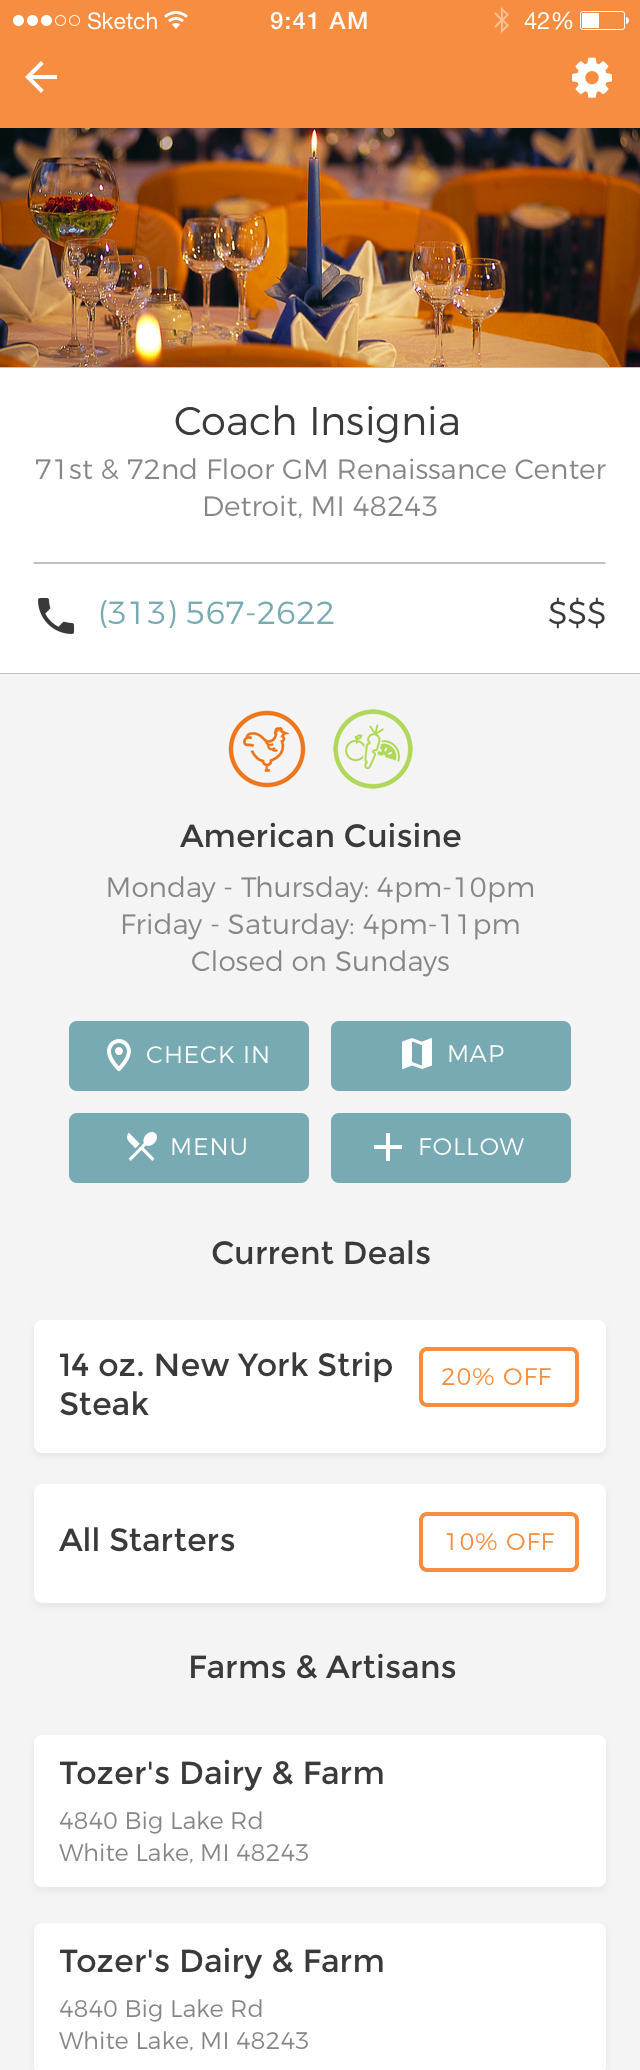 Sketch 9:41 AM 42%
Coach Insignia
71st & 72nd Floor GM Renaissance Center
Detroit, MI 48243
(313) 567-2622 $$$
American Cuisine
Monday - Thursday: 4pm-10pm
Friday - Saturday: 4pm-11pm
Closed on Sundays
CHECK IN MAP
MENU FOLLOW
Current Deals
14 oz. New York Strip
Steak
20% OFF
All Starters 10% OFF
Farms & Artisans
Tozer's Dairy & Farm
4840 Big Lake Rd
White Lake, MI 48243
Tozer's Dairy & Farm
4840 Big Lake Rd
White Lake, MI 48243